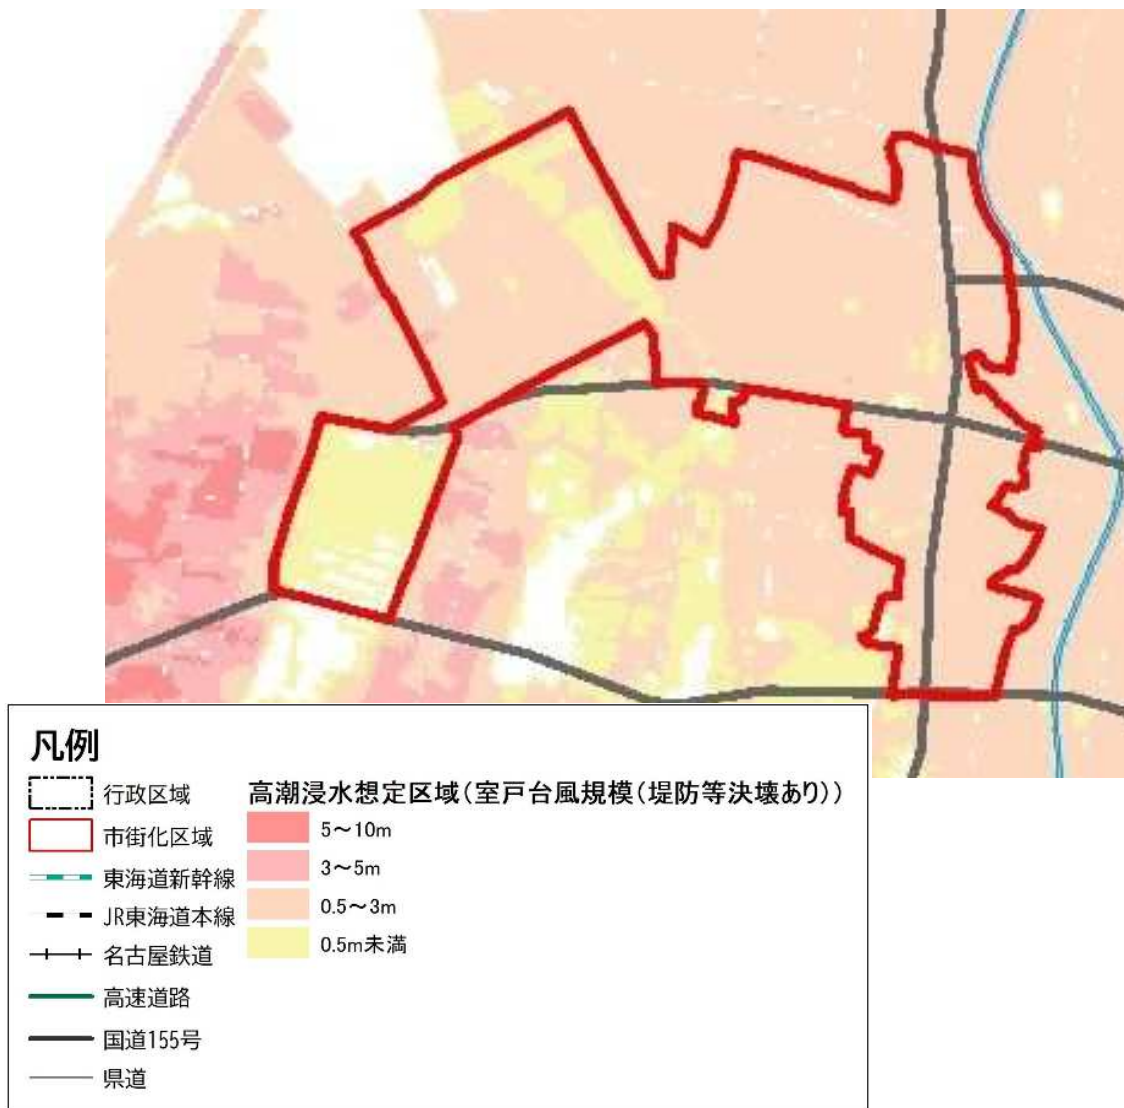 凡例
行政区域
市街化区域
東海道新幹線
JR東海道本線
名古屋鉄道
高速道路
国道155号
県道
高潮浸水想定区域(室戸台風規模(堤防等決壊あり))
5～10m
3～5m
0.5～3m
0.5m未満